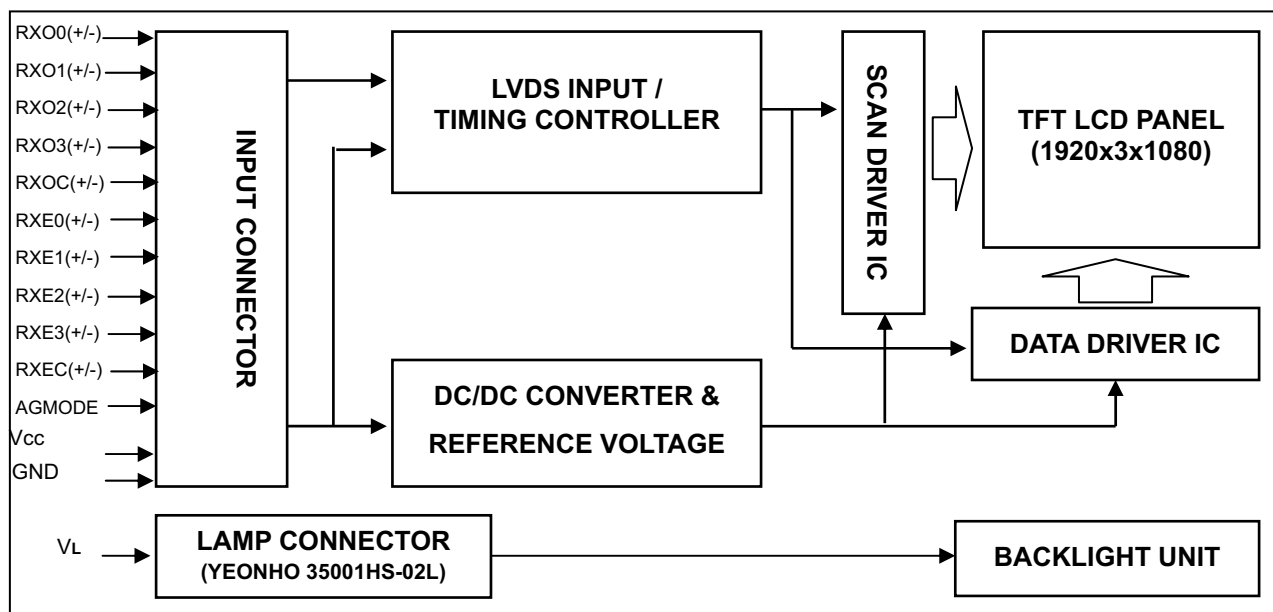 RXO0(+/-)
RXO1(+/-)
RXO2(+/-)
RXO3(+/-)
RXOC(+/-)
RXE0(+/-)
RXE1(+/-)
RXE2(+/-)
RXE3(+/-)
RXEC(+/-)
AGMODE
Vcc
GND
INPUT CONNECTOR
LVDS INPUT /
TIMING CONTROLLER
SCAN DRIVER IC
TFT LCD PANEL
(1920x3x1080)
DATA DRIVER IC
DC/DC CONVERTER &
REFERENCE VOLTAGE
VL
LAMP CONNECTOR
(YEONHO 35001HS-02L)
BACKLIGHT UNIT